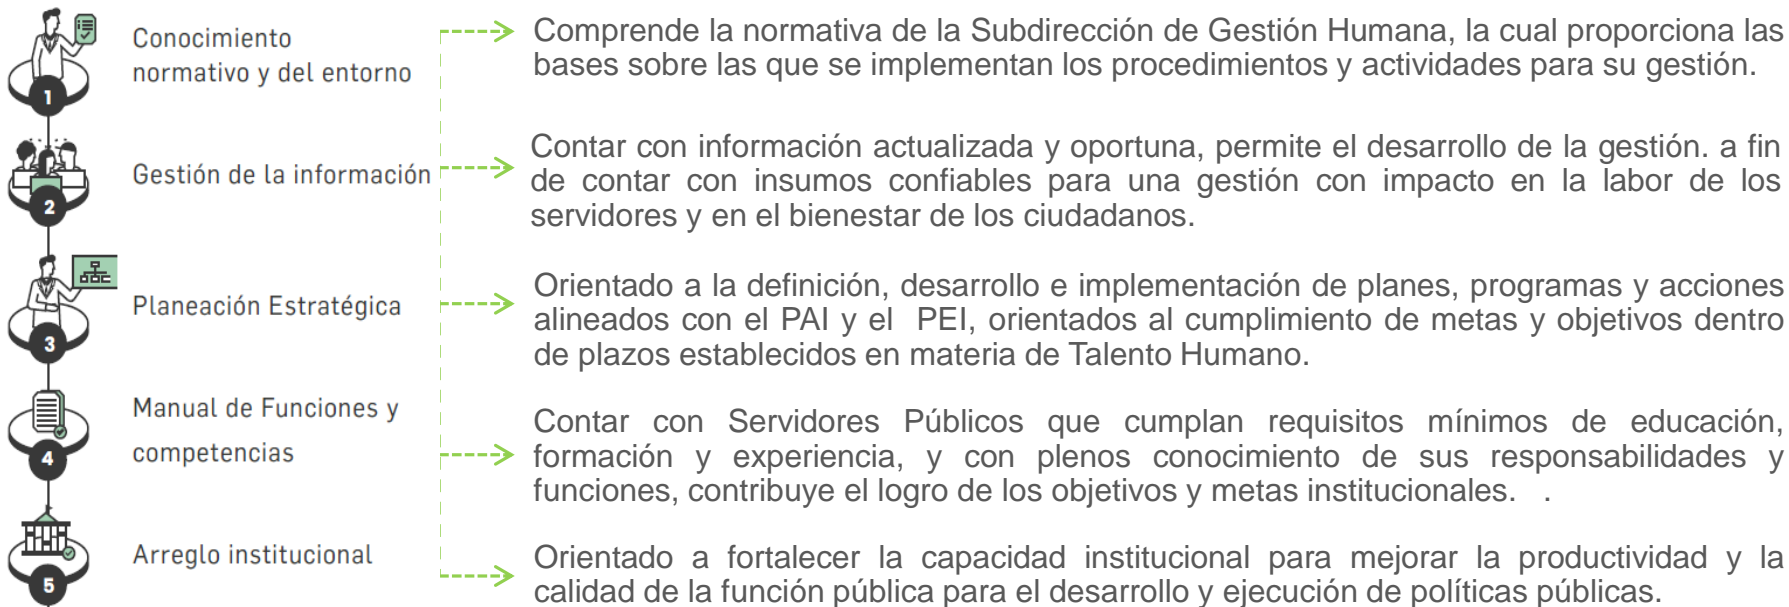 1
Conocimiento
normativo y del entorno
Comprende la normativa de la Subdirección de Gestión Humana, la cual proporciona las
bases sobre las que se implementan los procedimientos y actividades para su gestión.
2
Gestión de la información
Contar con información actualizada y oportuna, permite el desarrollo de la gestión. a fin
de contar con insumos confiables para una gestión con impacto en la labor de los
servidores y en el bienestar de los ciudadanos.
3
Planeación Estratégica
Orientado a la definición, desarrollo e implementación de planes, programas y acciones
alineados con el PAI y el PEI, orientados al cumplimiento de metas y objetivos dentro
de plazos establecidos en materia de Talento Humano.
4
Manual de Funciones y
competencias
Contar con Servidores Públicos que cumplan requisitos mínimos de educación,
formación y experiencia, y con plenos conocimiento de sus responsabilidades y
funciones, contribuye el logro de los objetivos y metas institucionales. .
5
Arreglo institucional
Orientado a fortalecer la capacidad institucional para mejorar la productividad y la
calidad de la función pública para el desarrollo y ejecución de políticas públicas.